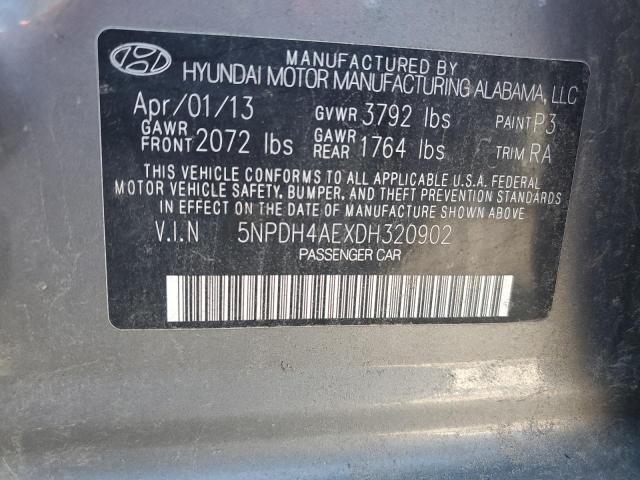 MANUFACTURED BY
HYUNDAI MOTOR MANUFACTURING ALABAMA, LLC
Apr/01/13 GVWR 3792 lbs PAINT P3
GAWR FRONT 2072 lbs GAWR REAR 1764 lbs TRIM RA
THIS VEHICLE CONFORMS TO ALL APPLICABLE U.S.A. FEDERAL
MOTOR VEHICLE SAFETY, BUMPER, AND THEFT PREVENTION STANDARDS
IN EFFECT ON THE DATE OF MANUFACTURE SHOWN ABOVE.
V.I.N 5NPDH4AEXDH320902
PASSENGER CAR